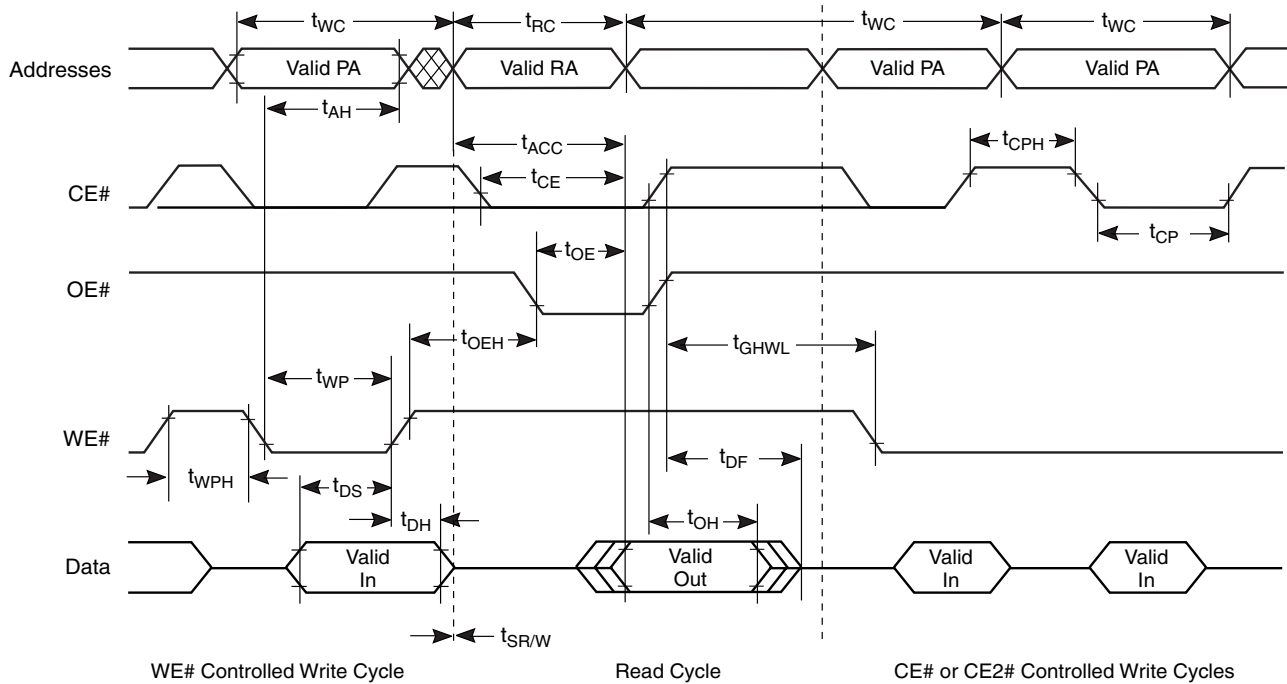 tWC tRC tWC tWC
Addresses Valid PA Valid RA Valid PA Valid PA
tAH
tACC tCPH
CE# tCE
tOE tCP
OE#
tOEH tGHWL
tWP
WE# tDF
tWPH tDS
tDH tOH
Data Valid In Valid Out Valid In Valid In
tSR/W
WE# Controlled Write Cycle Read Cycle CE# or CE2# Controlled Write Cycles